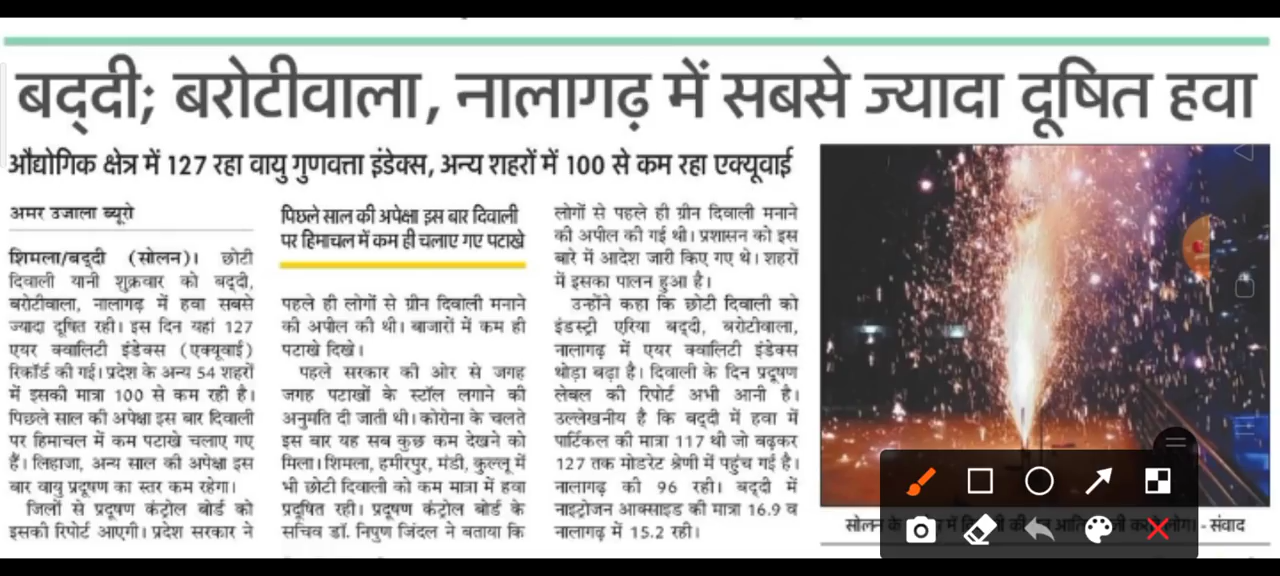 बद्दी; बरोटीवाला, नालागढ़ में सबसे ज्यादा दूषित हवा
औद्योगिक क्षेत्र में 127 रहा वायु गुणवत्ता इंडेक्स, अन्य शहरों में 100 से कम रहा एक्यूवाई
अमर उजाला ब्यूरो
शिमला/बद्दी (सोलन)। छोटी
दिवाली यानी शुक्रवार को बद्दी,
बरोटीवाला, नालागढ़ में हवा सबसे
ज्यादा दूषित रही। इस दिन यहां 127
एयर क्वालिटी इंडेक्स (एक्यूवाई)
रिकॉर्ड की गई। प्रदेश के अन्य 54 शहरों
में इसकी मात्रा 100 से कम रही है।
पिछले साल की अपेक्षा इस बार दिवाली
पर हिमाचल में कम पटाखे चलाए गए
हैं। लिहाजा, अन्य साल की अपेक्षा इस
बार वायु प्रदूषण का स्तर कम रहेगा।
जिलों से प्रदूषण कंट्रोल बोर्ड को
इसकी रिपोर्ट आएगी। प्रदेश सरकार ने
पिछले साल की अपेक्षा इस बार दिवाली
पर हिमाचल में कम ही चलाए गए पटाखे
पहले ही लोगों से ग्रीन दिवाली मनाने
की अपील की थी। बाजारों में कम ही
पटाखे दिखे।
पहले सरकार की ओर से जगह
जगह पटाखों के स्टॉल लगाने की
अनुमति दी जाती थी। कोरोना के चलते
इस बार यह सब कुछ कम देखने को
मिला। शिमला, हमीरपुर, मंडी, कुल्लू में
भी छोटी दिवाली को कम मात्रा में हवा
प्रदूषित रही। प्रदूषण कंट्रोल बोर्ड के
सचिव डॉ. निपुण जिंदल ने बताया कि
लोगों से पहले ही ग्रीन दिवाली मनाने
की अपील की गई थी। प्रशासन को इस
बारे में आदेश जारी किए गए थे। शहरों
में इसका पालन हुआ है।
उन्होंने कहा कि छोटी दिवाली को
इंडस्ट्री एरिया बद्दी, बरोटीवाला,
नालागढ़ में एयर क्वालिटी इंडेक्स
थोड़ा बढ़ा है। दिवाली के दिन प्रदूषण
लेबल की रिपोर्ट अभी आनी है।
उल्लेखनीय है कि बद्दी में हवा में
पार्टिकल की मात्रा 117 थी जो बढ़कर
127 तक मोडरेट श्रेणी में पहुंच गई है।
नालागढ़ की 96 रही। बद्दी में
नाइट्रोजन आक्साइड की मात्रा 16.9 व
नालागढ़ में 15.2 रही।
सोलन के में की लोग। - संवाद